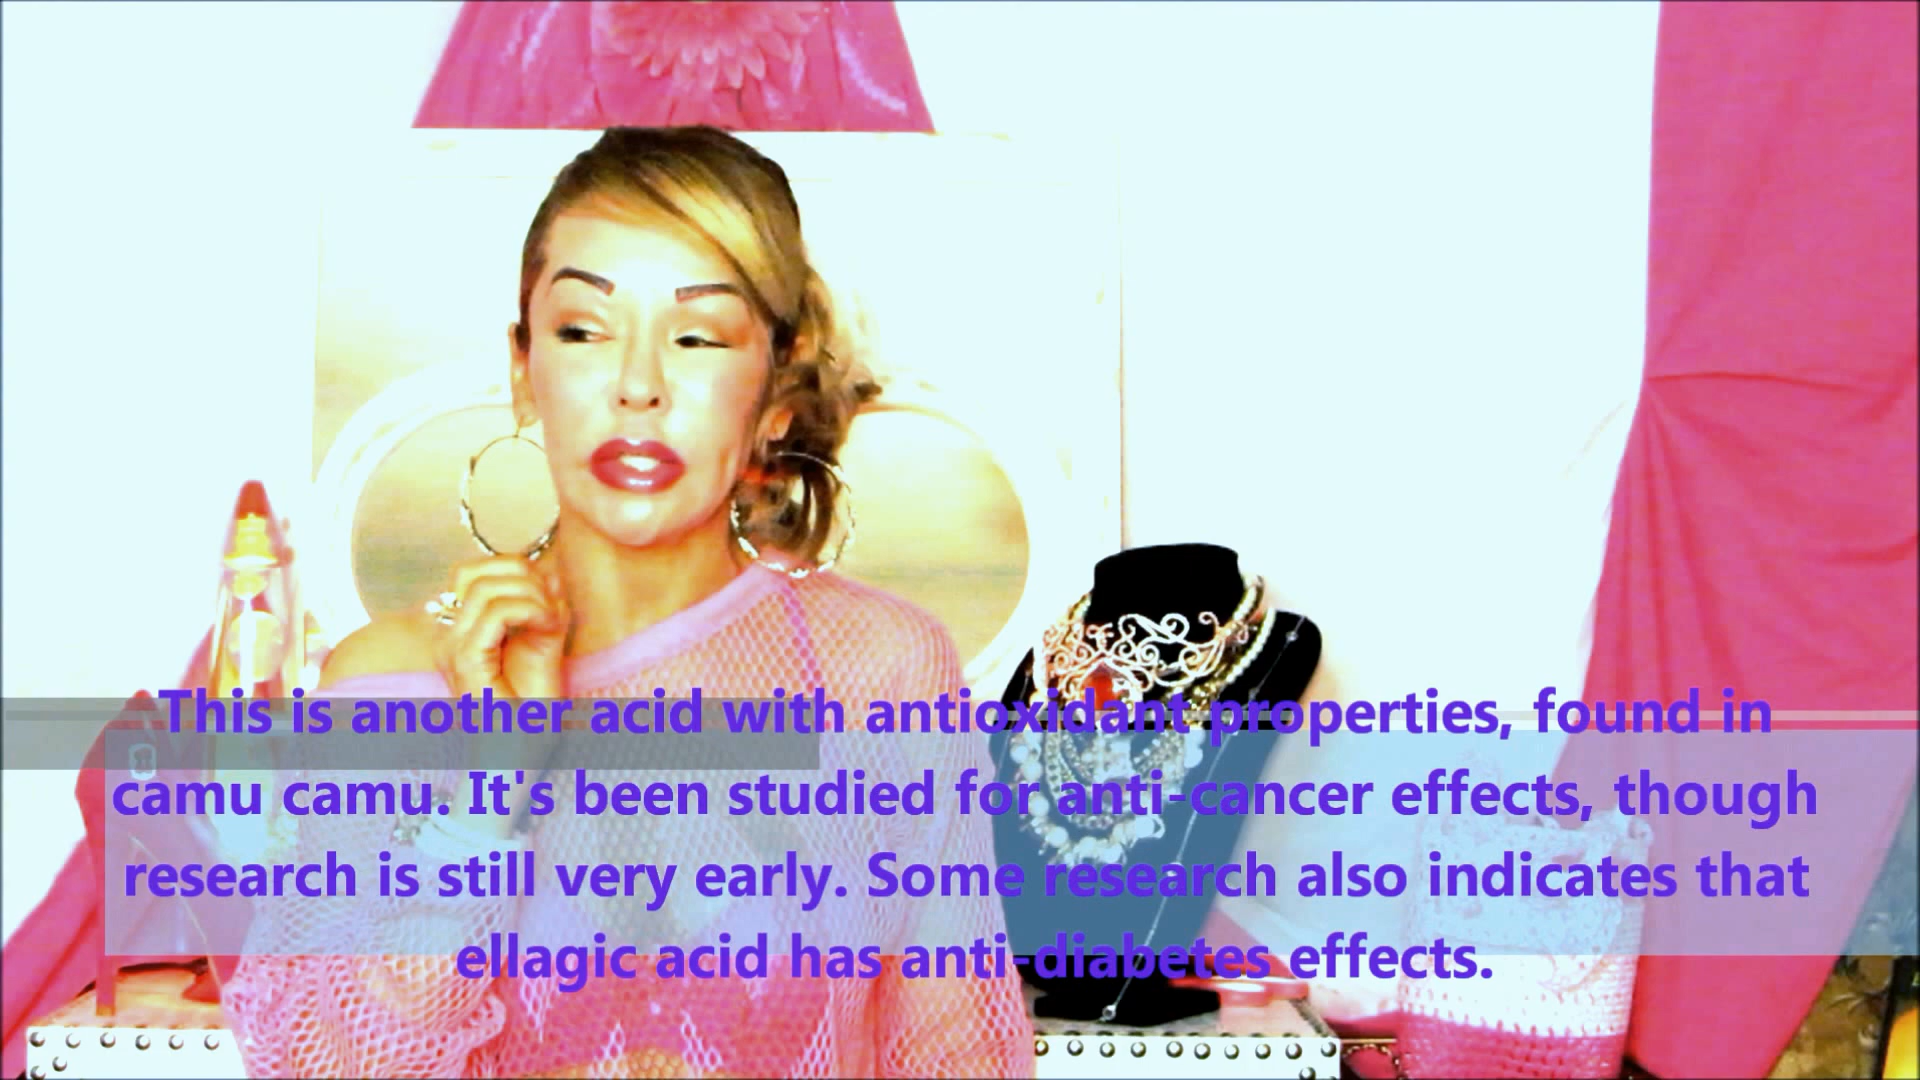 This is another acid with antioxidant properties, found in
camu camu. It's been studied for anti-cancer effects, though
research is still very early. Some research also indicates that
ellagic acid has anti-diabetes effects.